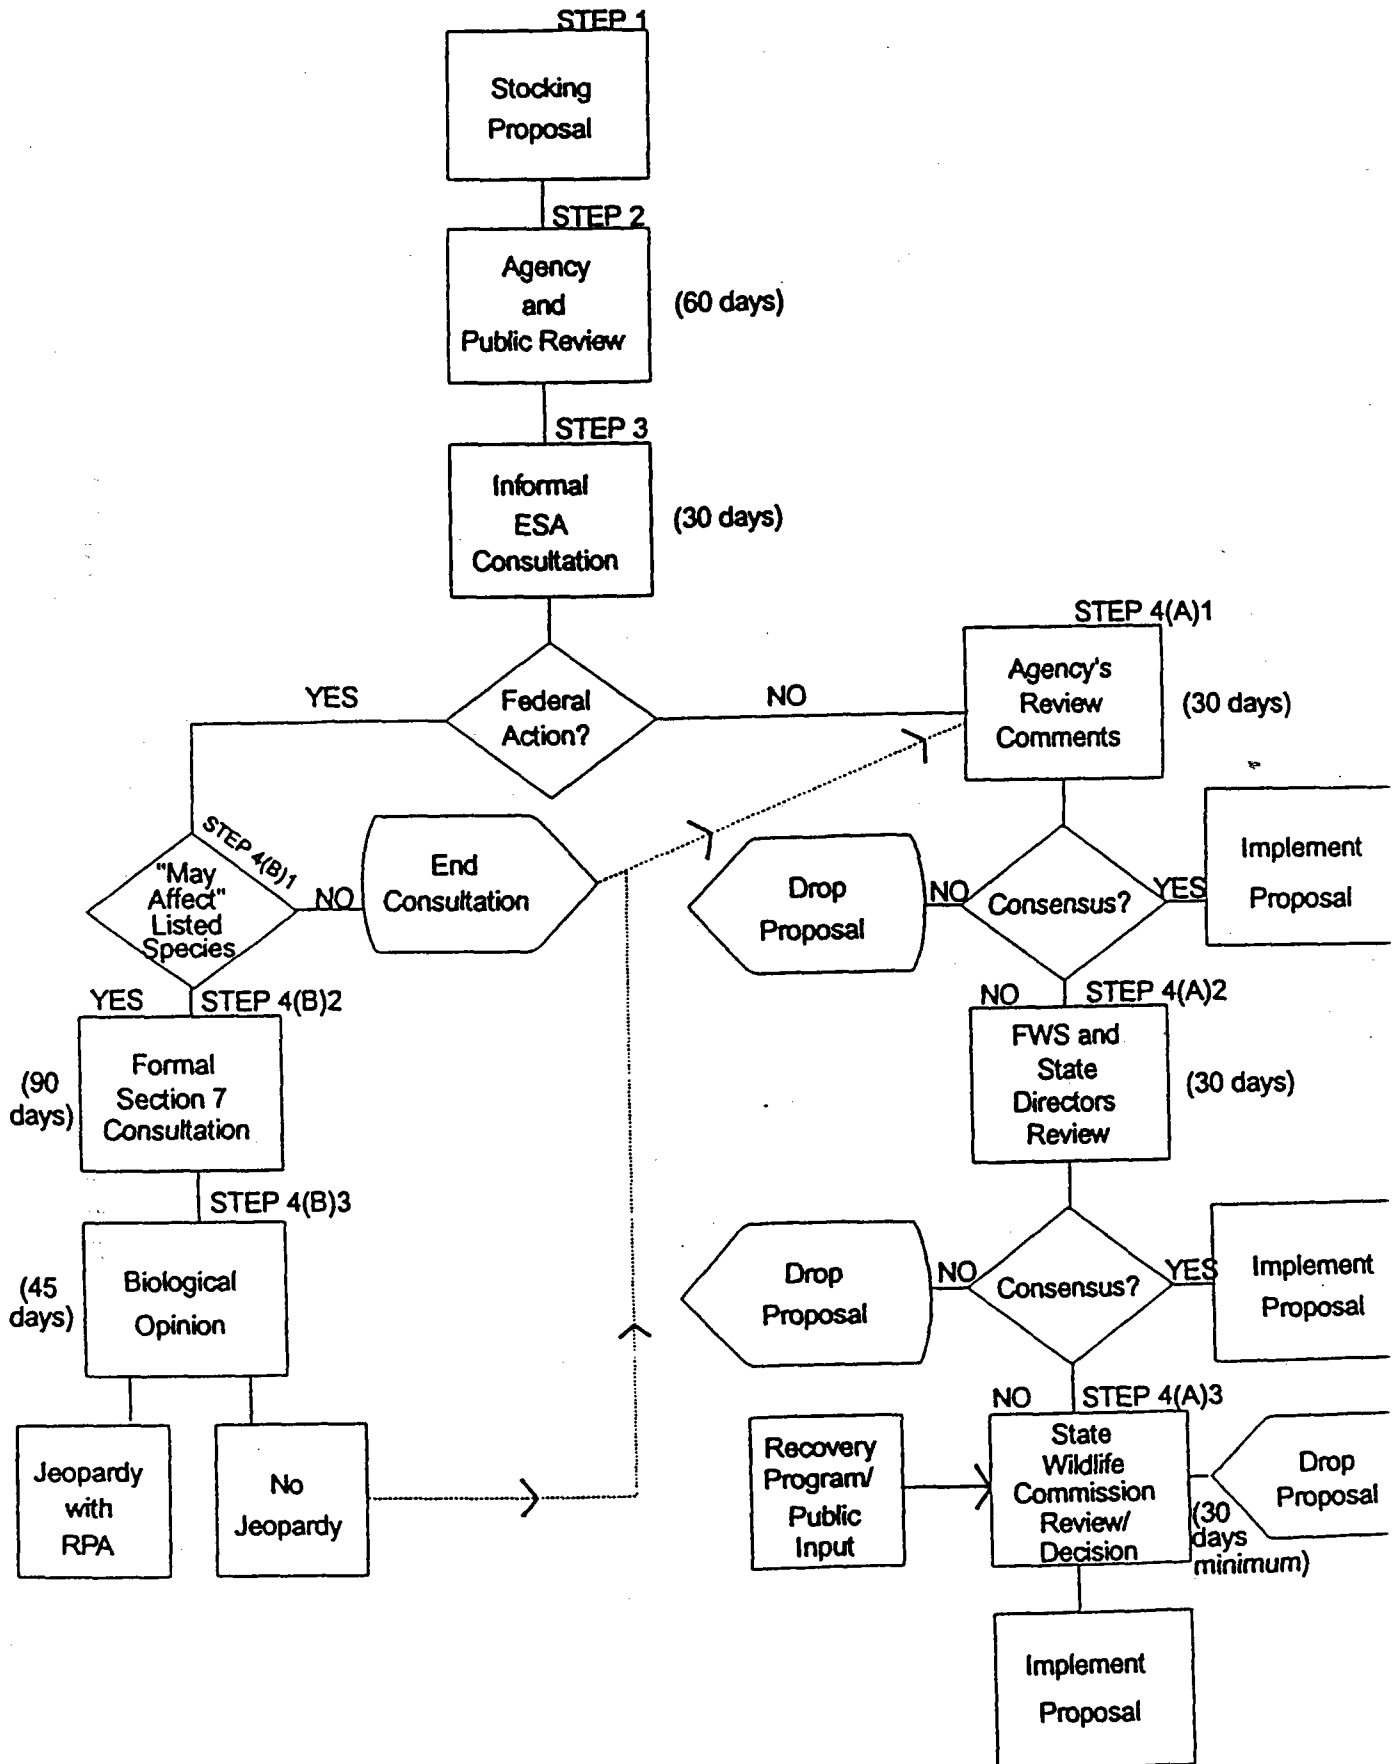 STEP 1
Stocking
Proposal
STEP 2
Agency
and
Public Review
(60 days)
STEP 3
Informal
ESA
Consultation
(30 days)
Federal
Action?
YES
NO
STEP 4(A)1
Agency's
Review
Comments
(30 days)
STEP 4(B)1
"May
Affect"
Listed
Species
NO
End
Consultation
Drop
Proposal
NO
Consensus?
YES
Implement
Proposal
YES
STEP 4(B)2
Formal
Section 7
Consultation
(90
days)
NO
STEP 4(A)2
FWS and
State
Directors
Review
(30 days)
STEP 4(B)3
Biological
Opinion
(45
days)
Drop
Proposal
NO
Consensus?
YES
Implement
Proposal
Jeopardy
with
RPA
No
Jeopardy
NO
STEP 4(A)3
Recovery
Program/
Public
Input
State
Wildlife
Commission
Review/
Decision
(30
days
minimum)
Drop
Proposal
Implement
Proposal